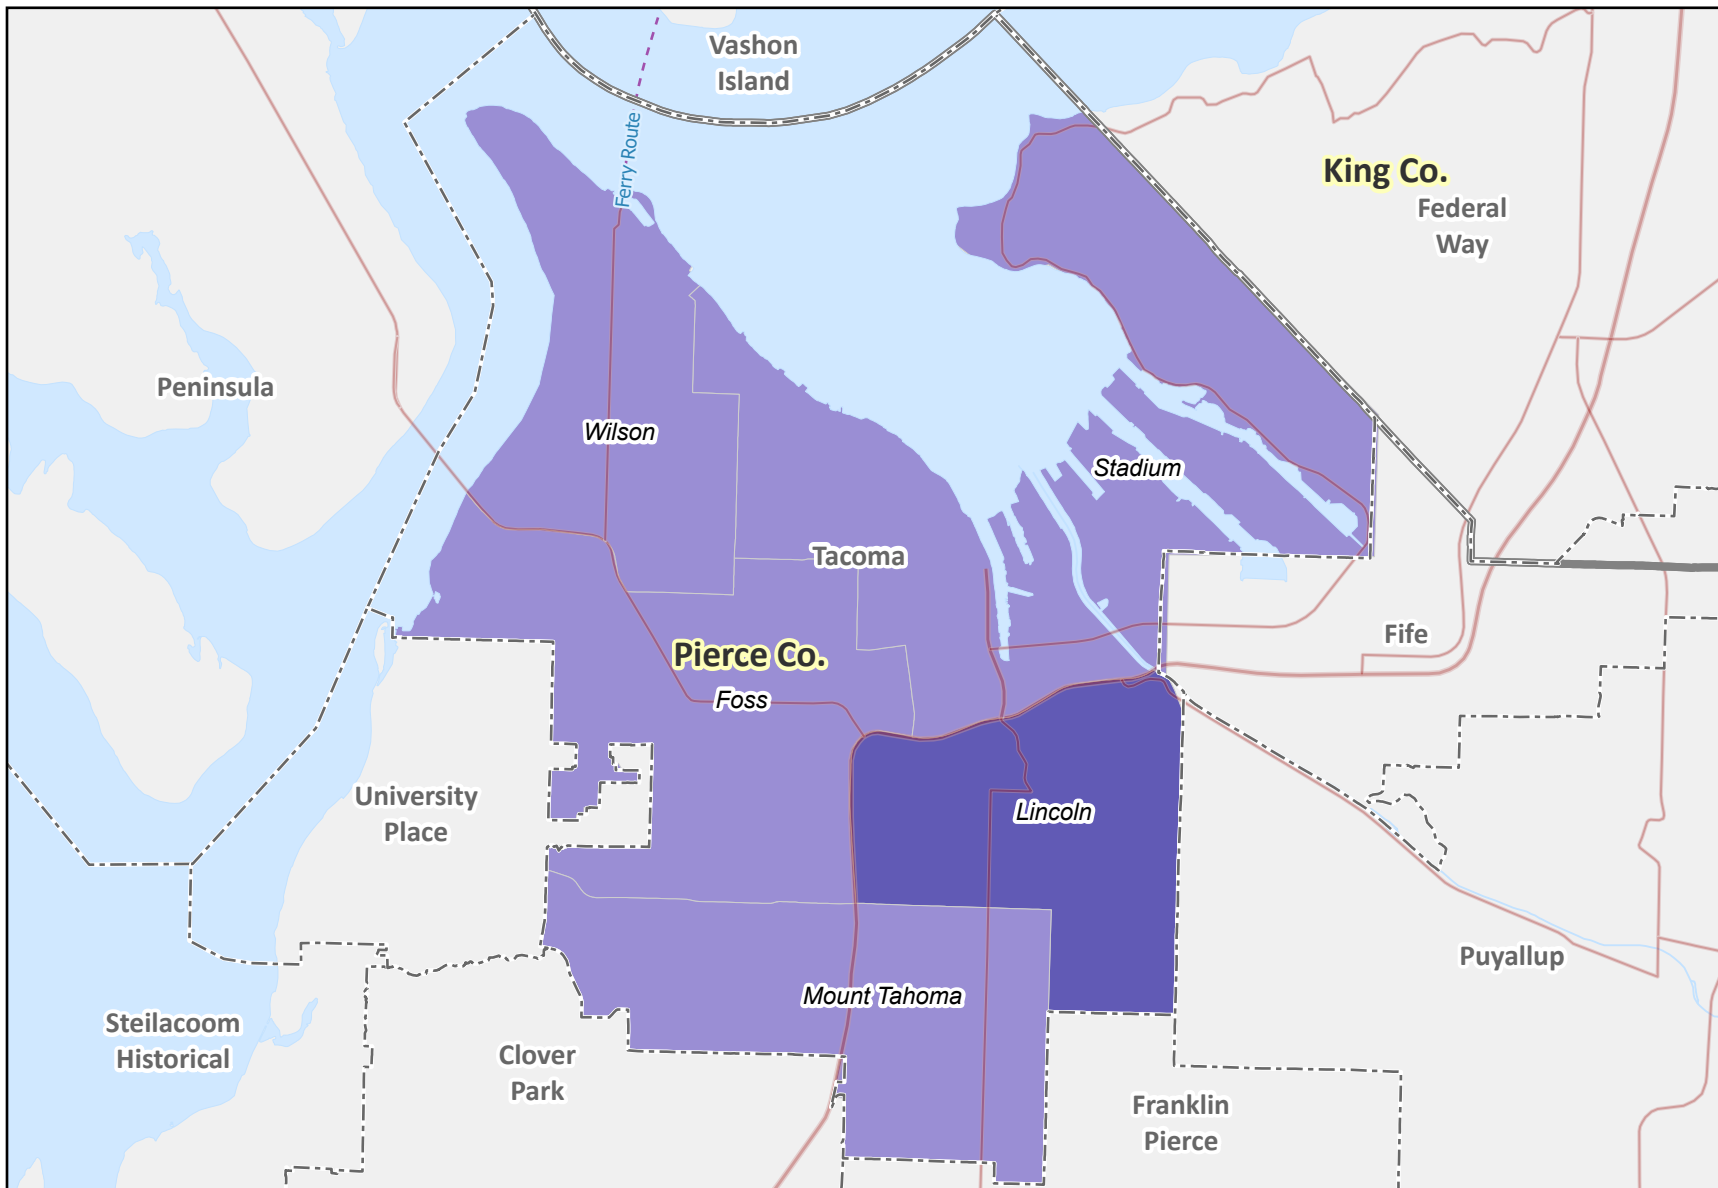 Vashon
Island
Ferry Route
King Co.
Federal
Way
Peninsula
Wilson
Stadium
Tacoma
Fife
Pierce Co.
Foss
University
Place
Lincoln
Puyallup
Mount Tahoma
Steilacoom
Historical
Clover
Park
Franklin
Pierce